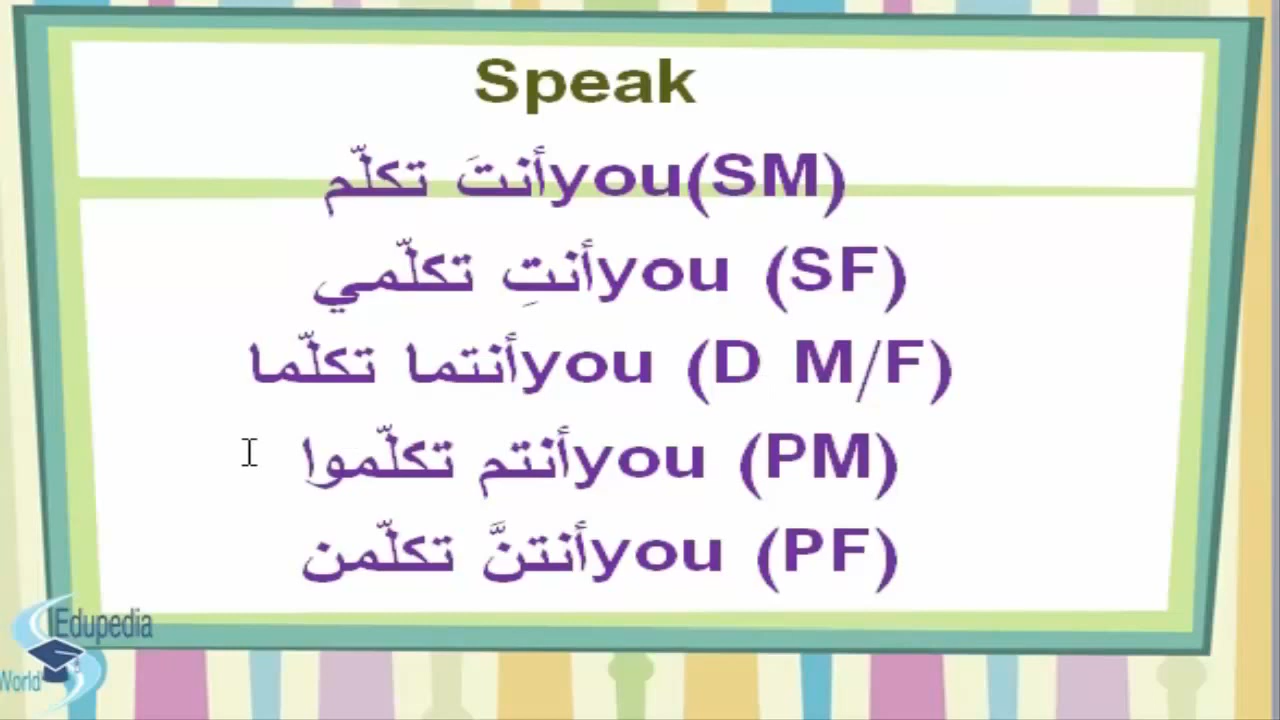 Speak
أنتَ تكلّم you(SM)
أنتِ تكلّمي you (SF)
أنتما تكلّما you (D M/F)
أنتم تكلّموا you (PM)
أنتنَّ تكلّمن you (PF)
Edupedia
World